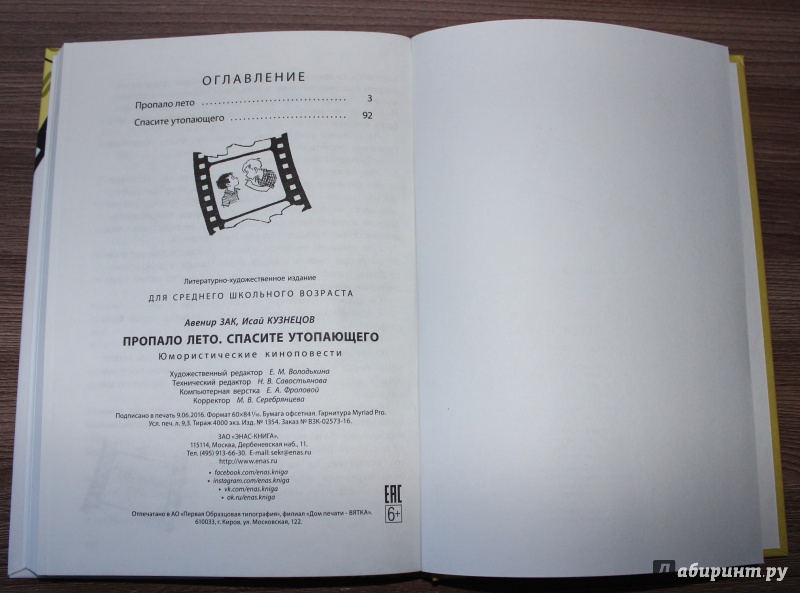 ОГЛАВЛЕНИЕ
Пропало лето .................................. 3
Спасите утопающего ............................ 92
Литературно-художественное издание
ДЛЯ СРЕДНЕГО ШКОЛЬНОГО ВОЗРАСТА
Авенир ЗАК, Исай КУЗНЕЦОВ
ПРОПАЛО ЛЕТО. СПАСИТЕ УТОПАЮЩЕГО
Юмористические киноповести
Художественный редактор Е. М. Володькина
Технический редактор Н. В. Савостьянова
Компьютерная верстка Е. А. Фроловой
Корректор М. В. Серебрянцева
Подписано в печать 9.06.2016. Формат 60×84 1/16. Бумага офсетная. Гарнитура Myriad Pro.
Усл. печ. л. 9,3. Тираж 4000 экз. Изд. № 1354. Заказ № ВЗК-02573-16.
ЗАО «ЭНАС-КНИГА».
115114, Москва, Дербеневская наб., 11.
Тел. (495) 913-66-30. E-mail: sekr@enas.ru
http://www.enas.ru
• facebook.com/enas.kniga
• instagram.com/enas.kniga
• vk.com/enas.kniga
• ok.ru/enas.kniga
EAC
6+
Отпечатано в АО «Первая Образцовая типография», филиал «Дом печати - ВЯТКА».
610033, г. Киров, ул. Московская, 122.
Лабиринт.ру